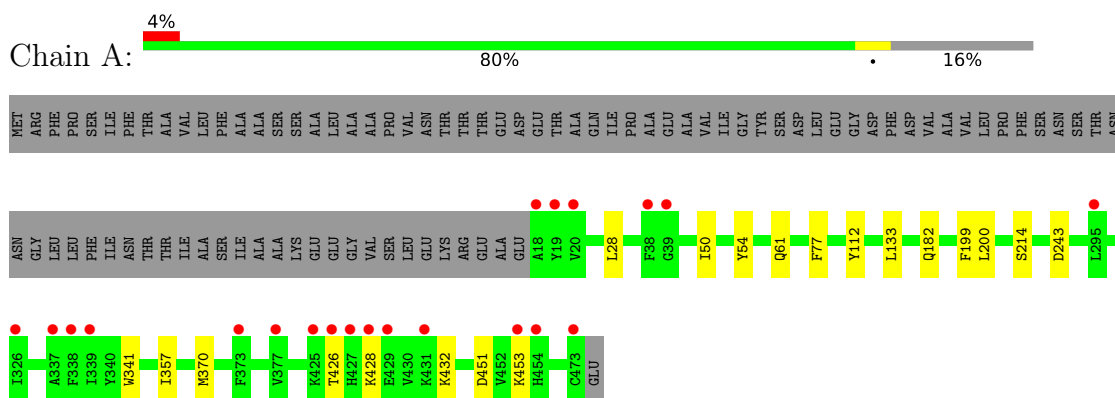 4%
Chain A:
80%
•
16%
MET ARG PHE PRO SER ILE PHE THR ALA VAL LEU PHE ALA ALA SER SER ALA LEU ALA ALA PRO VAL ASN THR THR THR GLU ASP GLU THR ALA GLN ILE PRO ALA GLU ALA VAL ILE GLY TYR SER ASP LEU GLU GLY ASP PHE ASP VAL ALA VAL LEU PRO PHE SER ASN SER THR ASN
ASN GLY LEU LEU PHE ILE ASN THR THR ILE ALA SER ILE ALA ALA LYS GLU GLU GLY VAL SER LEU GLU LYS ARG GLU ALA GLU A18 Y19 V20 L28 F38 G39 I50 Y54 Q61 F77 Y112 L133 Q182 F199 L200 S214 D243 L295
I326 A337 F338 I339 Y340 W341 I357 M370 F373 V377 K425 T426 H427 K428 E429 V430 K431 K432 D451 V452 K453 H454 C473 GLU